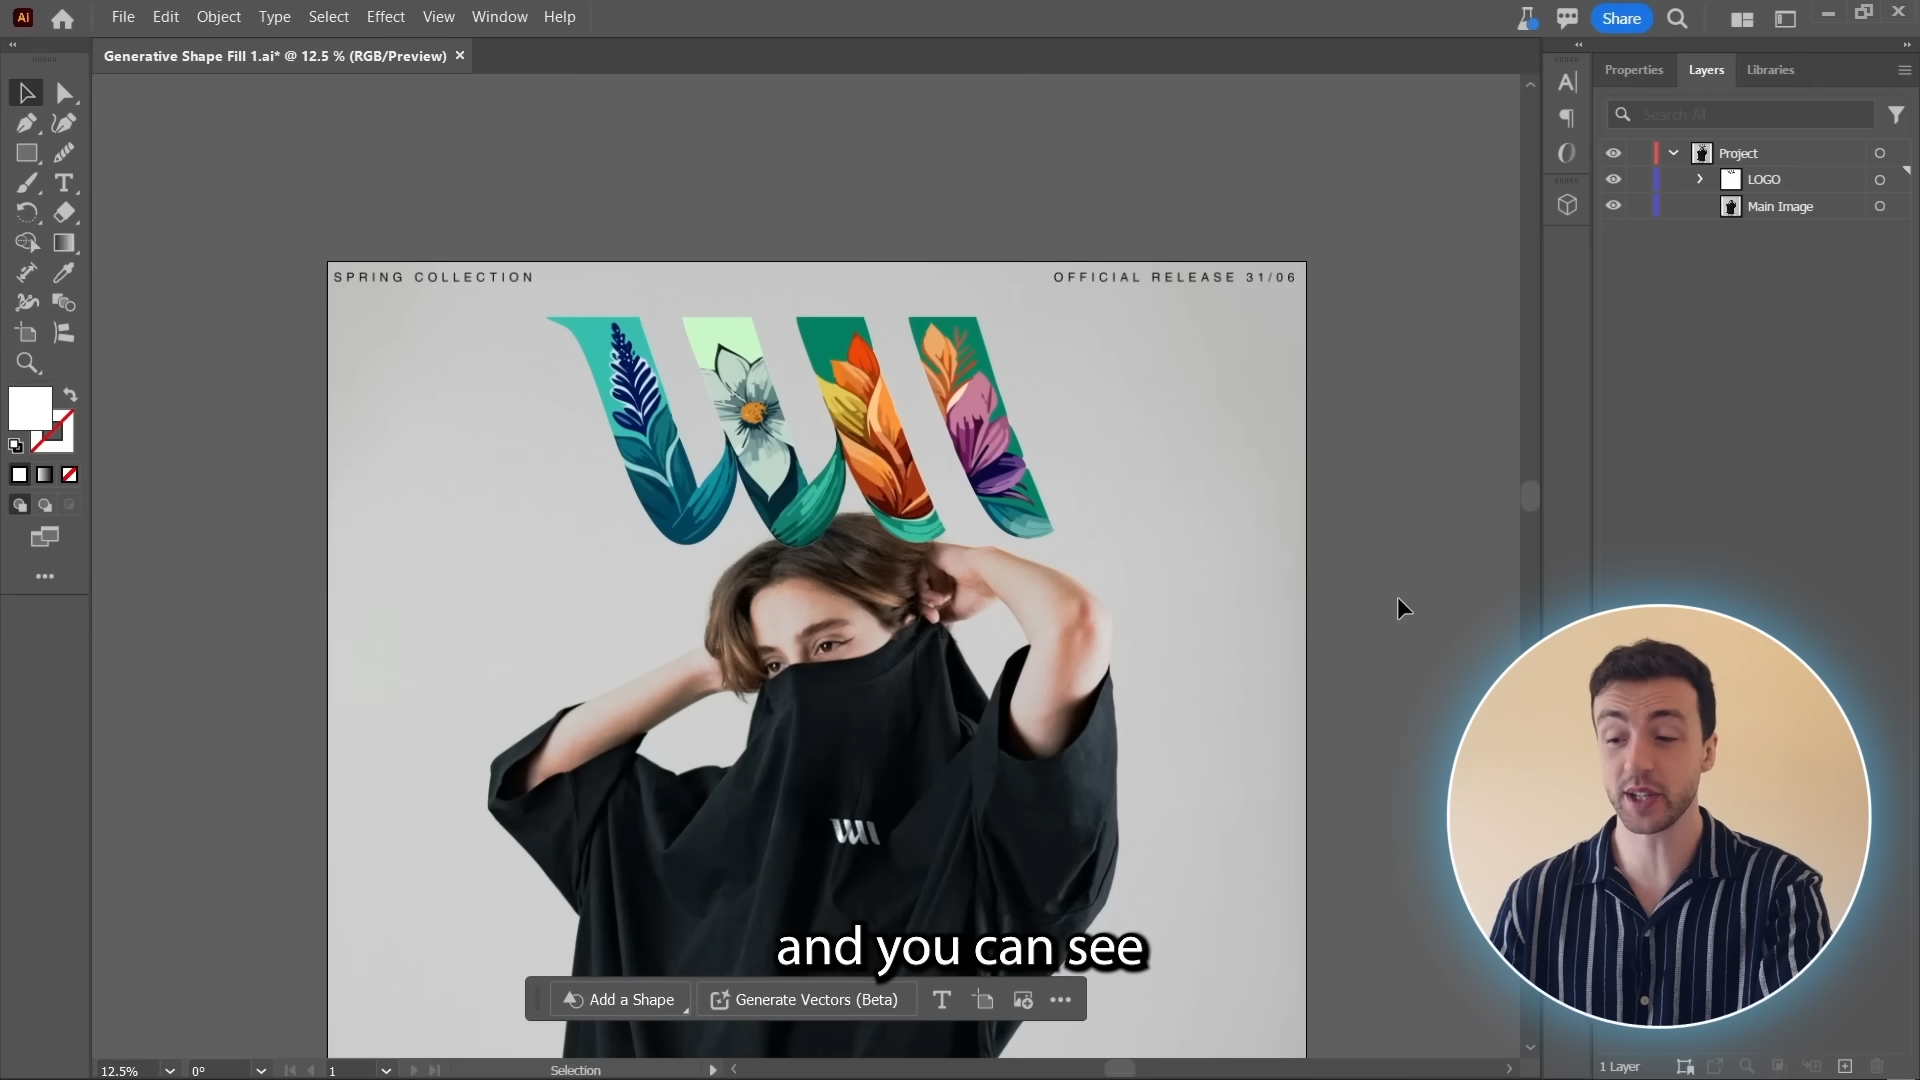 Ai File Edit Object Type Select Effect View Window Help Share
Generative Shape Fill 1.ai* @ 12.5 % (RGB/Preview) ×
Properties Layers Libraries
Search All
Project
LOGO
Main Image
SPRING COLLECTION
OFFICIAL RELEASE 31/06
and you can see
Add a Shape Generate Vectors (Beta)
12.5% 0° 1 Selection
1 Layer